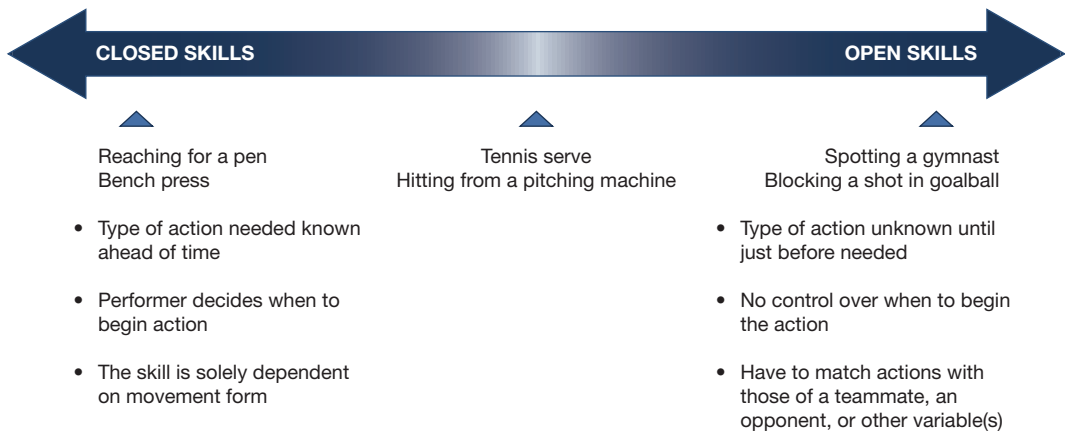 CLOSED SKILLS
OPEN SKILLS
Reaching for a pen
Bench press
Tennis serve
Hitting from a pitching machine
Spotting a gymnast
Blocking a shot in goalball
• Type of action needed known
ahead of time
• Performer decides when to
begin action
• The skill is solely dependent
on movement form
• Type of action unknown until
just before needed
• No control over when to begin
the action
• Have to match actions with
those of a teammate, an
opponent, or other variable(s)